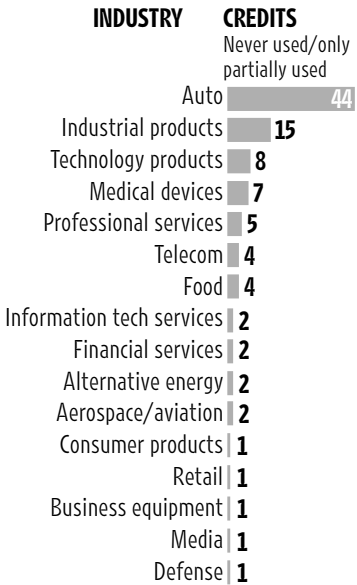 INDUSTRY CREDITS
Never used/only
partially used
Auto 44
Industrial products 15
Technology products 8
Medical devices 7
Professional services 5
Telecom 4
Food 4
Information tech services 2
Financial services 2
Alternative energy 2
Aerospace/aviation 2
Consumer products 1
Retail 1
Business equipment 1
Media 1
Defense 1